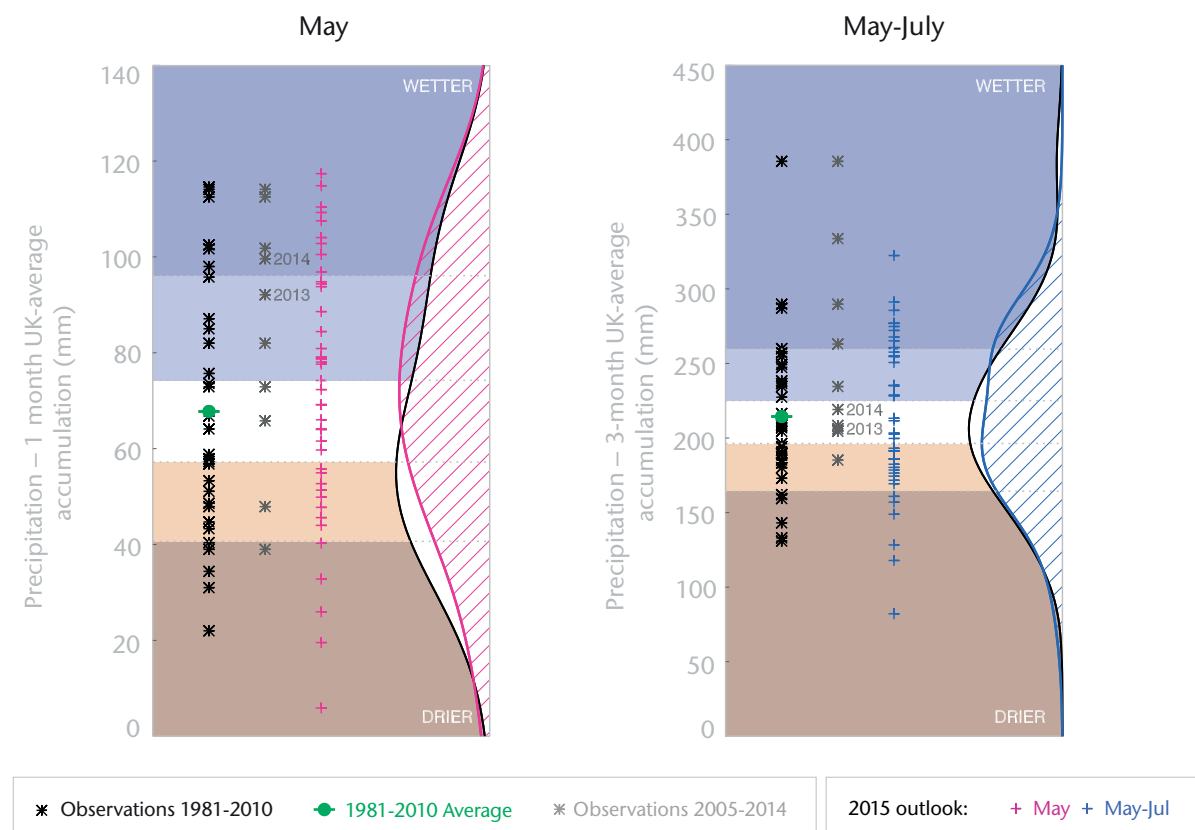 May
May-July
Precipitation – 1 month UK-average
accumulation (mm)
140
120
100
80
60
40
20
0
WETTER
2014
2013
DRIER
Precipitation – 3-month UK-average
accumulation (mm)
450
400
350
300
250
200
150
100
50
0
WETTER
2014
2013
DRIER
Observations 1981-2010
1981-2010 Average
Observations 2005-2014
2015 outlook:
May
May-Jul